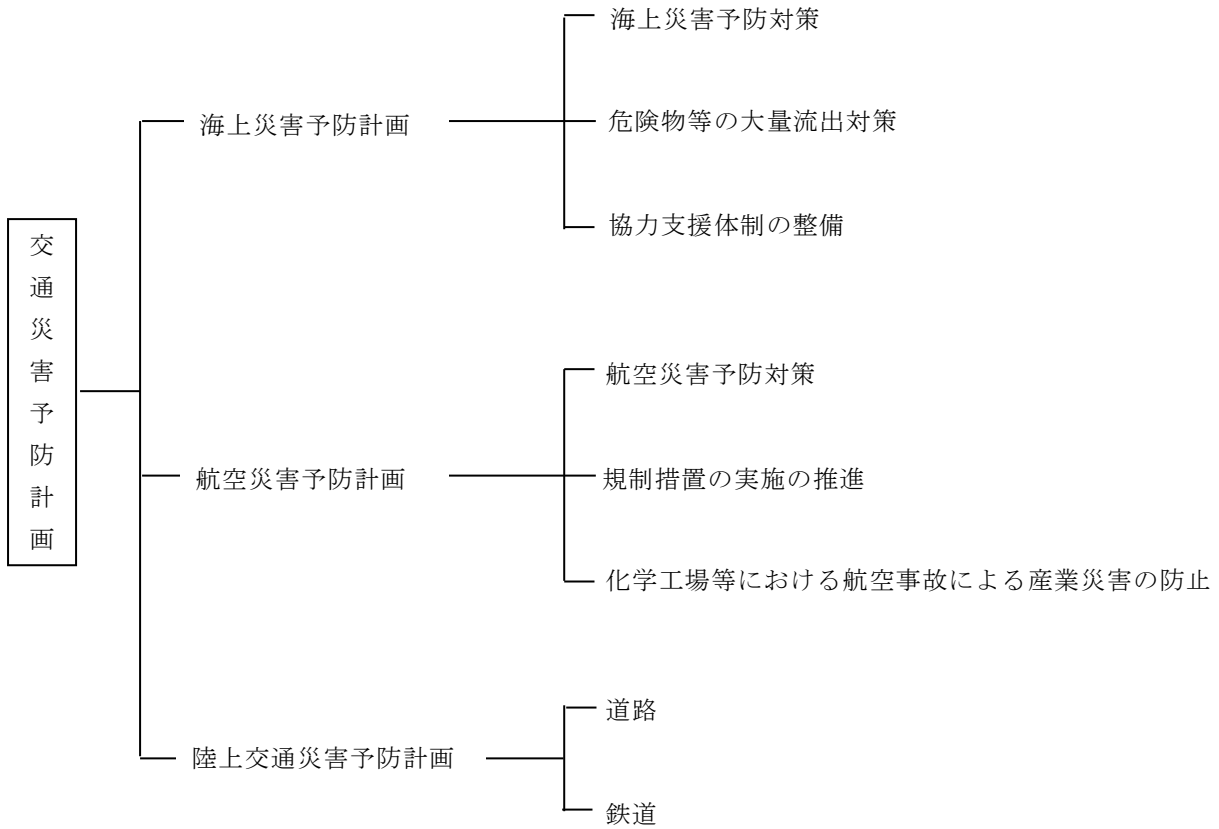 交通災害予防計画
海上災害予防計画
海上災害予防対策
危険物等の大量流出対策
協力支援体制の整備
航空災害予防計画
航空災害予防対策
規制措置の実施の推進
化学工場等における航空事故による産業災害の防止
陸上交通災害予防計画
道路
鉄道